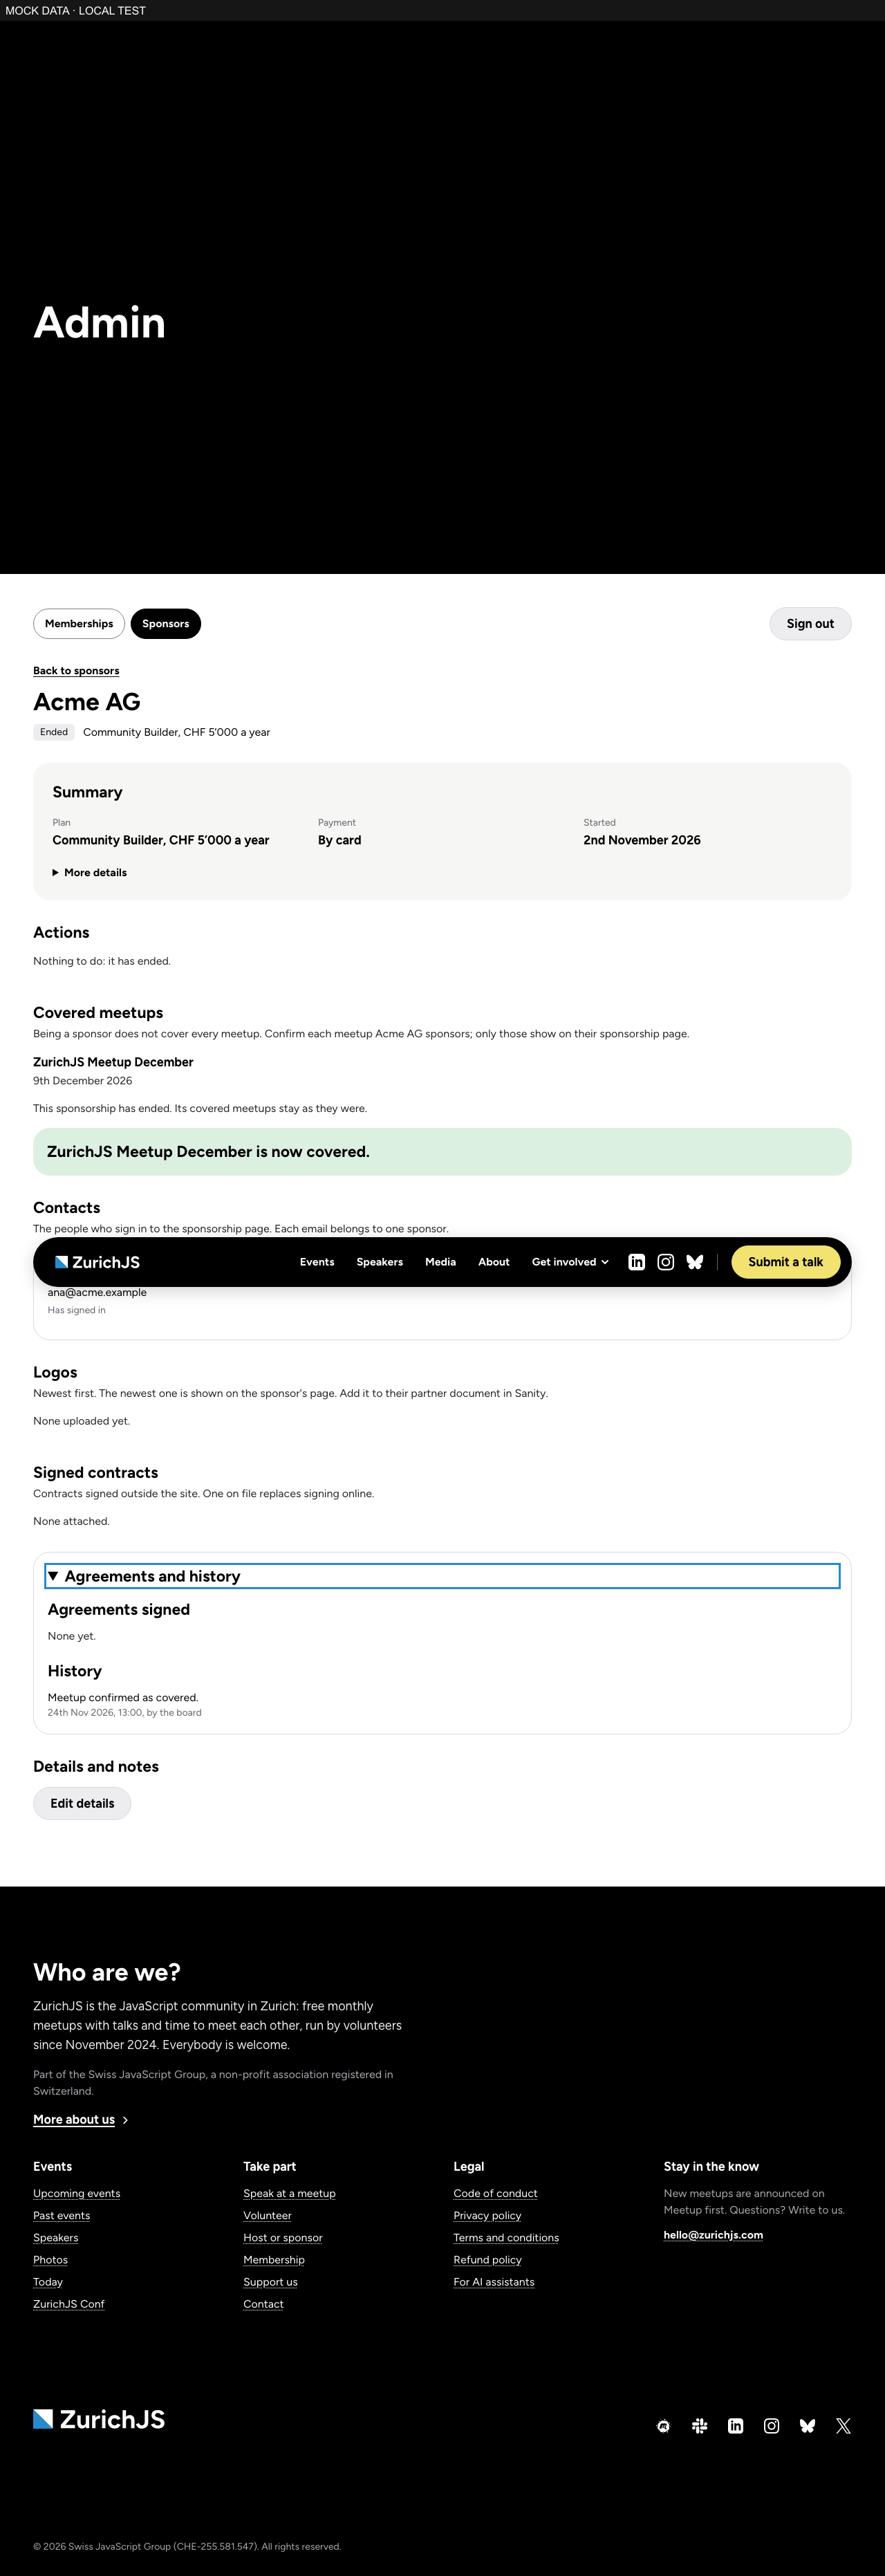 MOCK DATA · LOCAL TEST
Admin
Memberships
Sponsors
Sign out
Back to sponsors
Acme AG
Ended
Community Builder, CHF 5’000 a year
Summary
Plan
Payment
Started
Community Builder, CHF 5’000 a year
By card
2nd November 2026
More details
Actions
Nothing to do: it has ended.
Covered meetups
Being a sponsor does not cover every meetup. Confirm each meetup Acme AG sponsors; only those show on their sponsorship page.
ZurichJS Meetup December
9th December 2026
This sponsorship has ended. Its covered meetups stay as they were.
ZurichJS Meetup December is now covered.
Contacts
The people who sign in to the sponsorship page. Each email belongs to one sponsor.
ZurichJS
Events
Speakers
Media
About
Get involved
Submit a talk
ana@acme.example
Has signed in
Logos
Newest first. The newest one is shown on the sponsor's page. Add it to their partner document in Sanity.
None uploaded yet.
Signed contracts
Contracts signed outside the site. One on file replaces signing online.
None attached.
Agreements and history
Agreements signed
None yet.
History
Meetup confirmed as covered.
24th Nov 2026, 13:00, by the board
Details and notes
Edit details
Who are we?
ZurichJS is the JavaScript community in Zurich: free monthly
meetups with talks and time to meet each other, run by volunteers
since November 2024. Everybody is welcome.
Part of the Swiss JavaScript Group, a non-profit association registered in
Switzerland.
More about us
Events
Upcoming events
Past events
Speakers
Photos
Today
ZurichJS Conf
Take part
Speak at a meetup
Volunteer
Host or sponsor
Membership
Support us
Contact
Legal
Code of conduct
Privacy policy
Terms and conditions
Refund policy
For AI assistants
Stay in the know
New meetups are announced on
Meetup first. Questions? Write to us.
hello@zurichjs.com
ZurichJS
© 2026 Swiss JavaScript Group (CHE-255.581.547). All rights reserved.